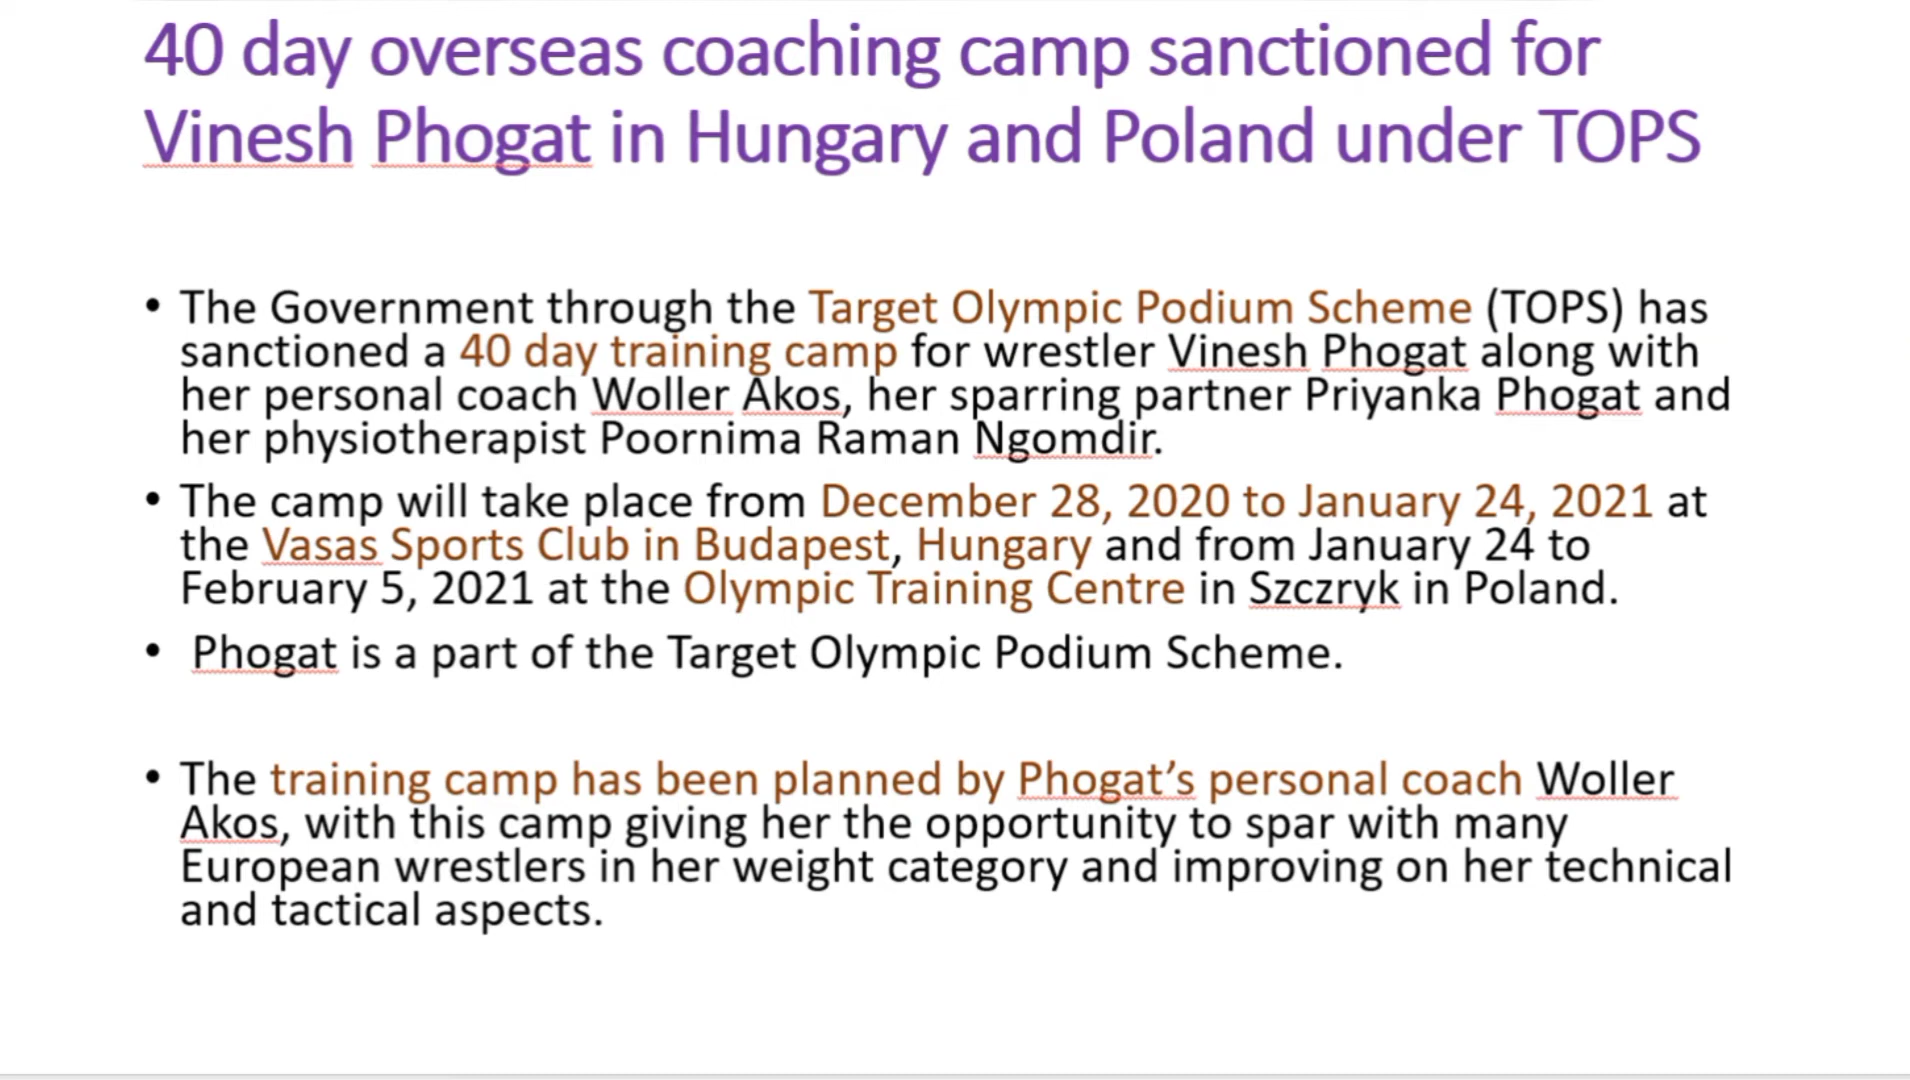 40 day overseas coaching camp sanctioned for
Vinesh Phogat in Hungary and Poland under TOPS
• The Government through the Target Olympic Podium Scheme (TOPS) has
sanctioned a 40 day training camp for wrestler Vinesh Phogat along with
her personal coach Woller Akos, her sparring partner Priyanka Phogat and
her physiotherapist Poornima Raman Ngomdir.
• The camp will take place from December 28, 2020 to January 24, 2021 at
the Vasas Sports Club in Budapest, Hungary and from January 24 to
February 5, 2021 at the Olympic Training Centre in Szczryk in Poland.
• Phogat is a part of the Target Olympic Podium Scheme.
• The training camp has been planned by Phogat’s personal coach Woller
Akos, with this camp giving her the opportunity to spar with many
European wrestlers in her weight category and improving on her technical
and tactical aspects.